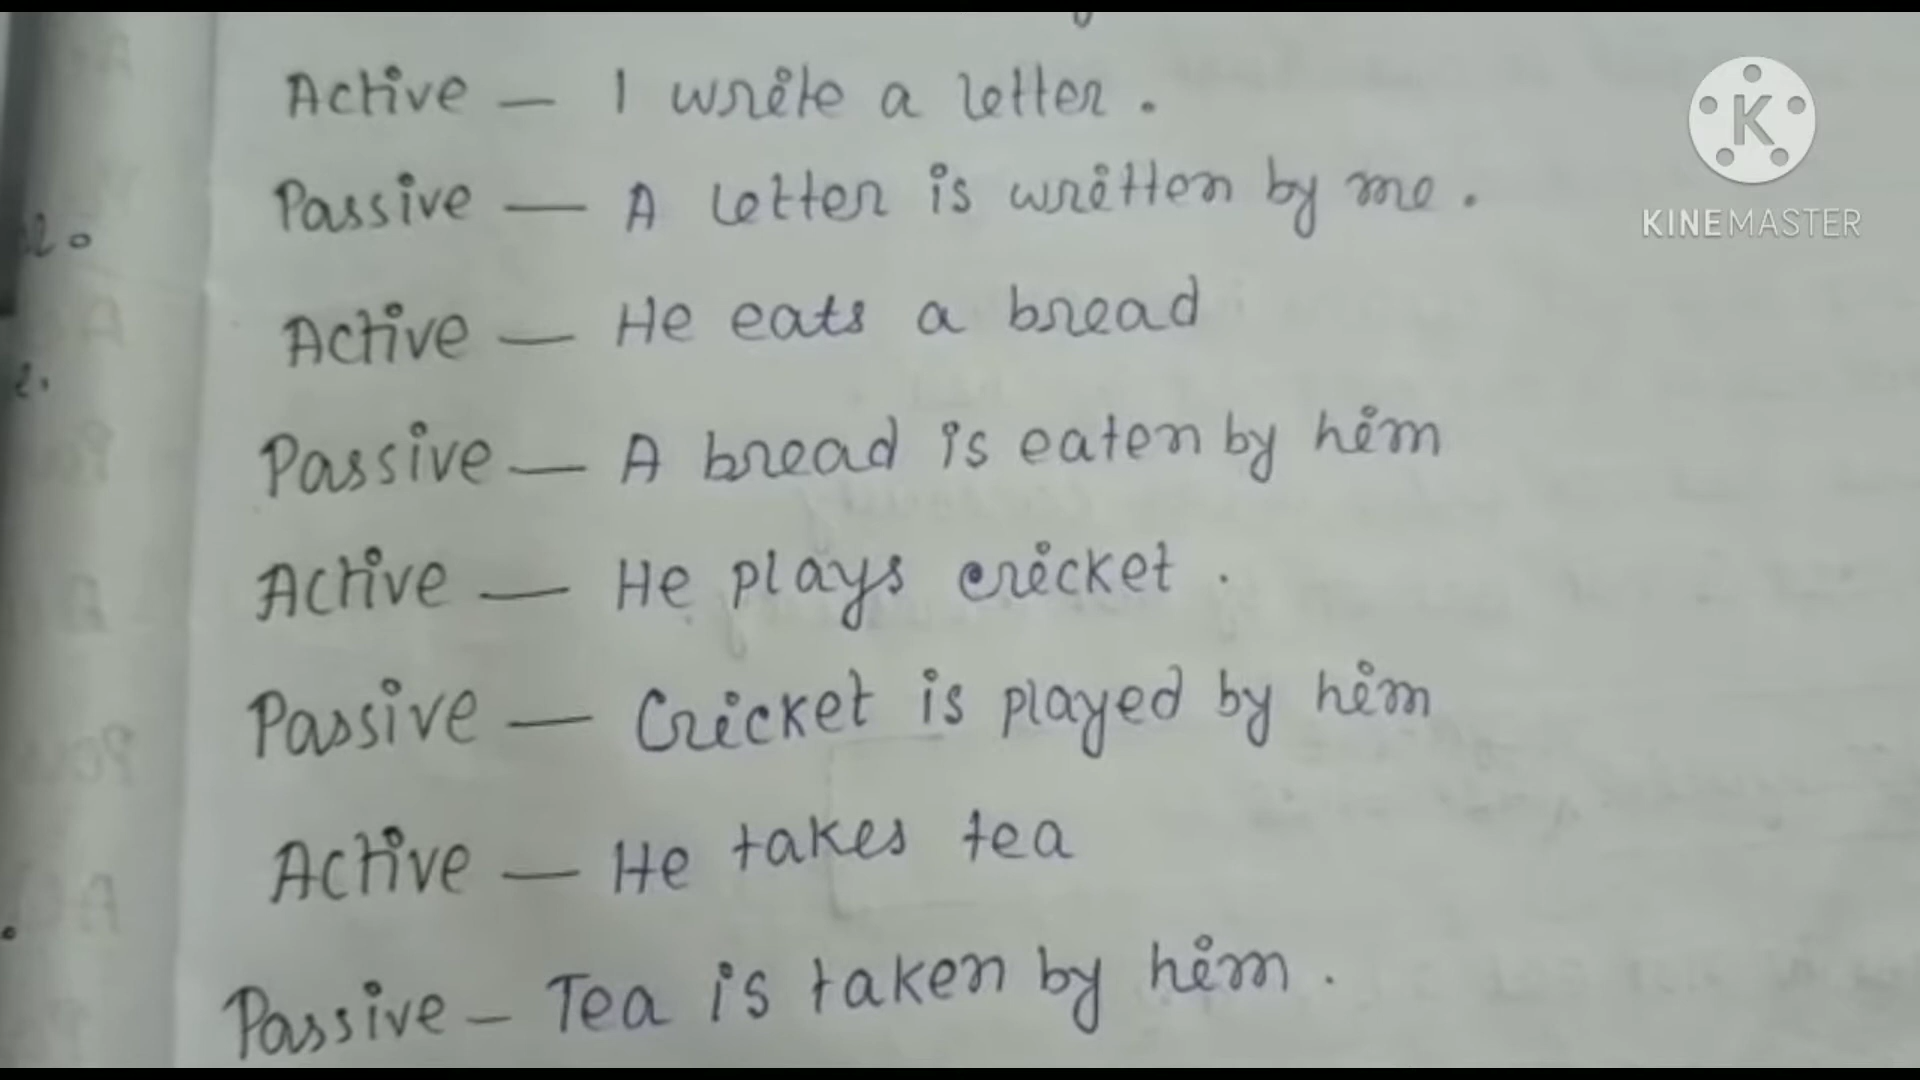 Active — I write a letter.
Passive — A letter is written by me.
Active — He eats a bread
Passive — A bread is eaten by him
Active — He plays cricket.
Passive — Cricket is played by him
Active — He takes tea
Passive — Tea is taken by him.
K
KINEMASTER